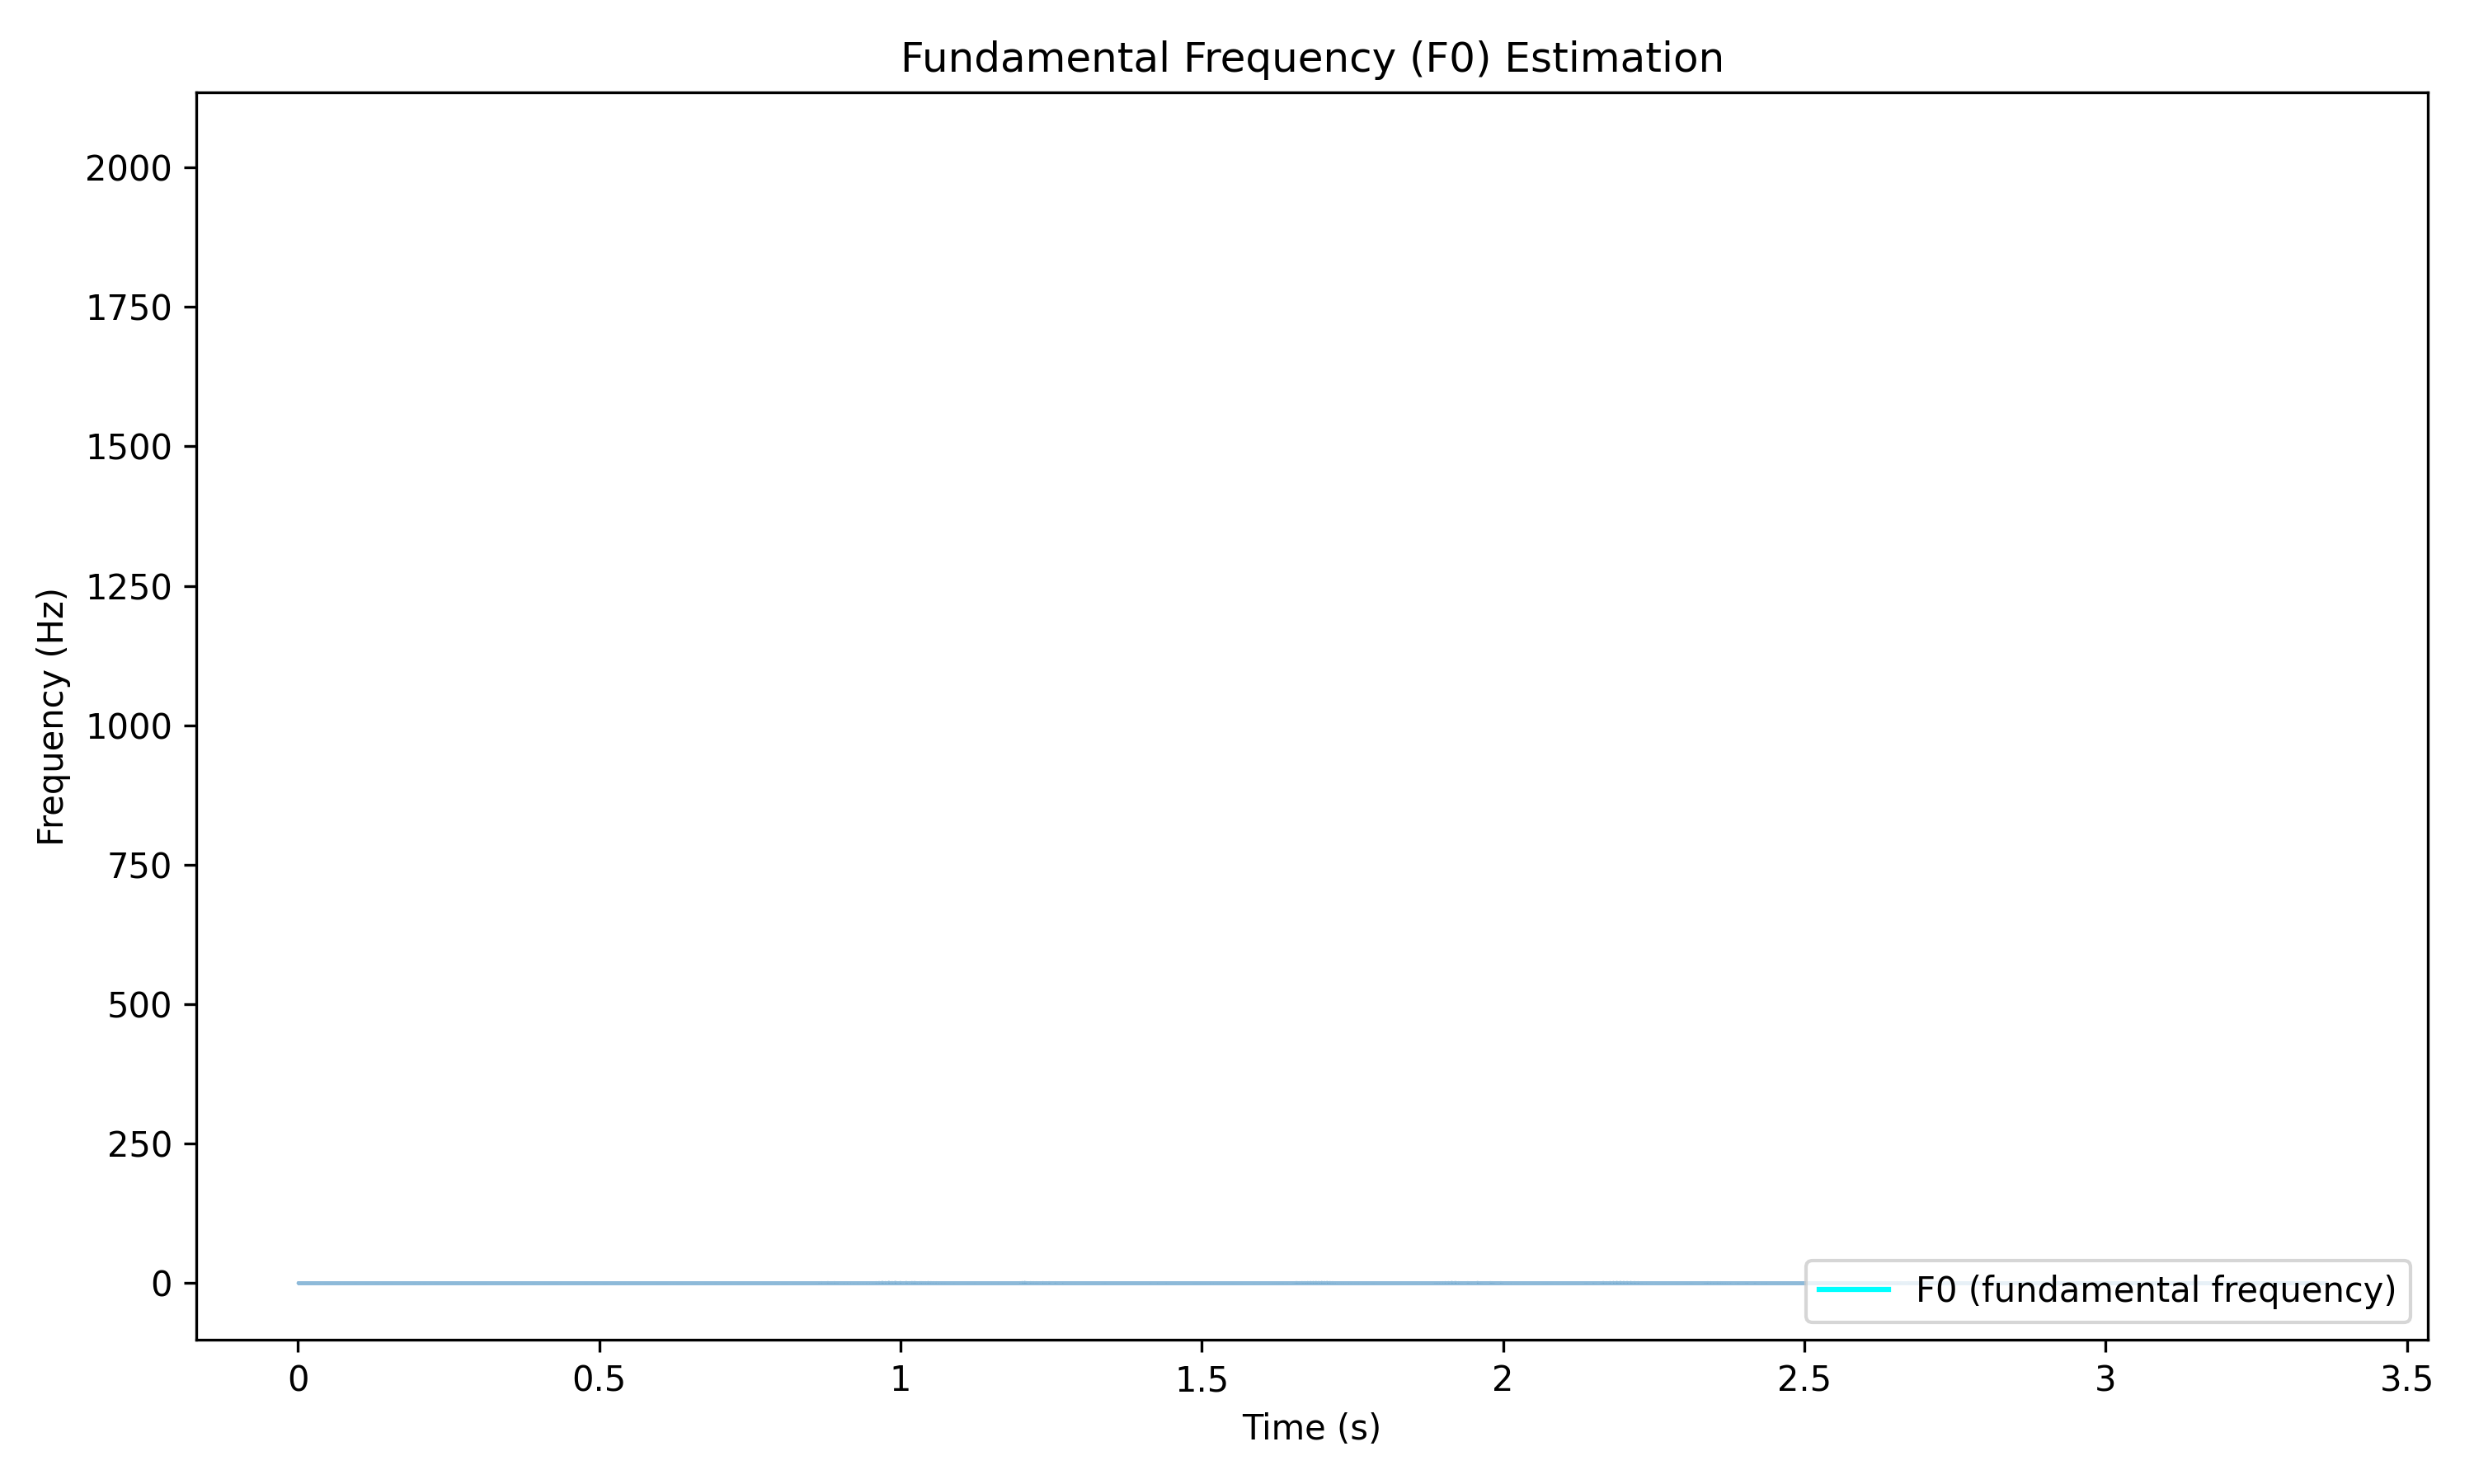 Fundamental Frequency (F0) Estimation
2000
1750
1500
1250
1000
750
500
250
0
Frequency (Hz)
F0 (fundamental frequency)
0 0.5 1 1.5 2 2.5 3 3.5
Time (s)